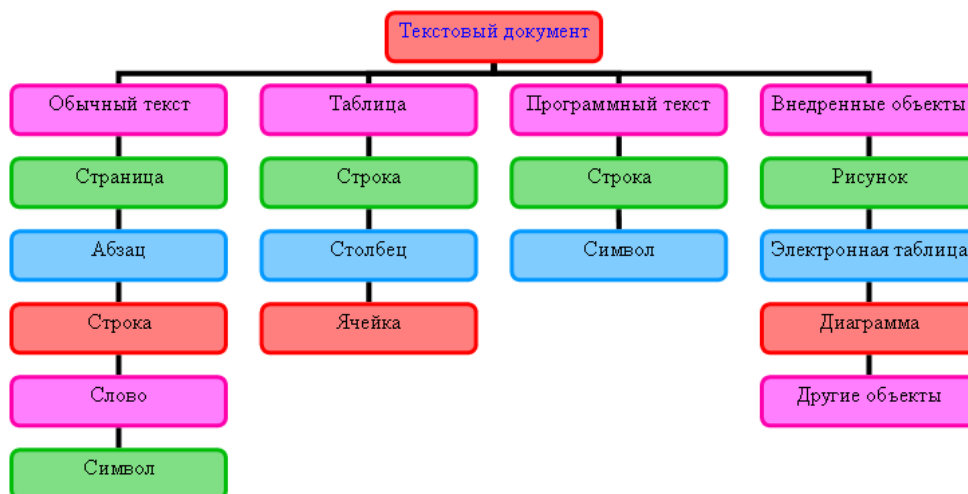 Текстовый документ
Обычный текст
Страница
Абзац
Строка
Слово
Символ
Таблица
Строка
Столбец
Ячейка
Программный текст
Строка
Символ
Внедренные объекты
Рисунок
Электронная таблица
Диаграмма
Другие объекты